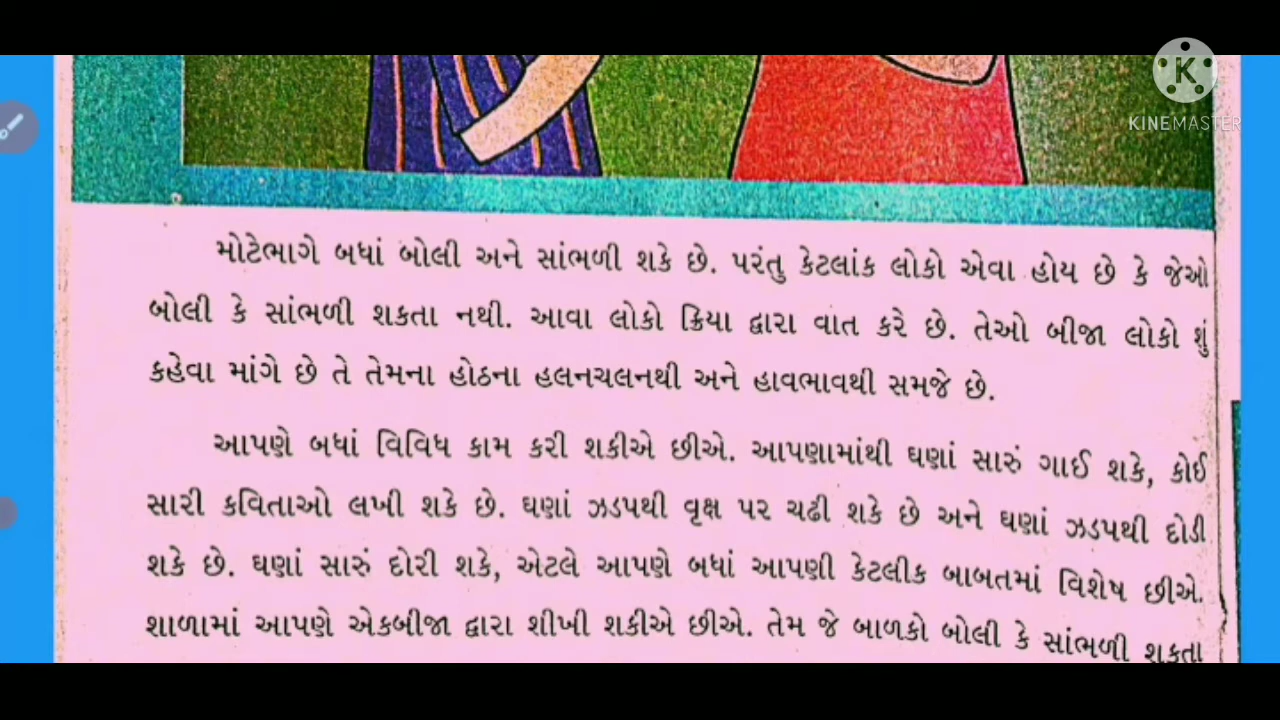 KINEMASTER
મોટેભાગે બધાં બોલી અને સાંભળી શકે છે. પરંતુ કેટલાંક લોકો એવા હોય છે કે જેઓ
બોલી કે સાંભળી શકતા નથી. આવા લોકો ક્રિયા દ્વારા વાત કરે છે. તેઓ બીજા લોકો શું
કહેવા માંગે છે તે તેમના હોઠના હલનચલનથી અને હાવભાવથી સમજે છે.
આપણે બધાં વિવિધ કામ કરી શકીએ છીએ. આપણામાંથી ઘણાં સારું ગાઈ શકે, કોઈ
સારી કવિતાઓ લખી શકે છે. ઘણાં ઝડપથી વૃક્ષ પર ચઢી શકે છે અને ઘણાં ઝડપથી દોડી
શકે છે. ઘણાં સારું દોરી શકે, એટલે આપણે બધાં આપણી કેટલીક બાબતમાં વિશેષ છીએ.
શાળામાં આપણે એકબીજા દ્વારા શીખી શકીએ છીએ. તેમ જે બાળકો બોલી કે સાંભળી શકતા